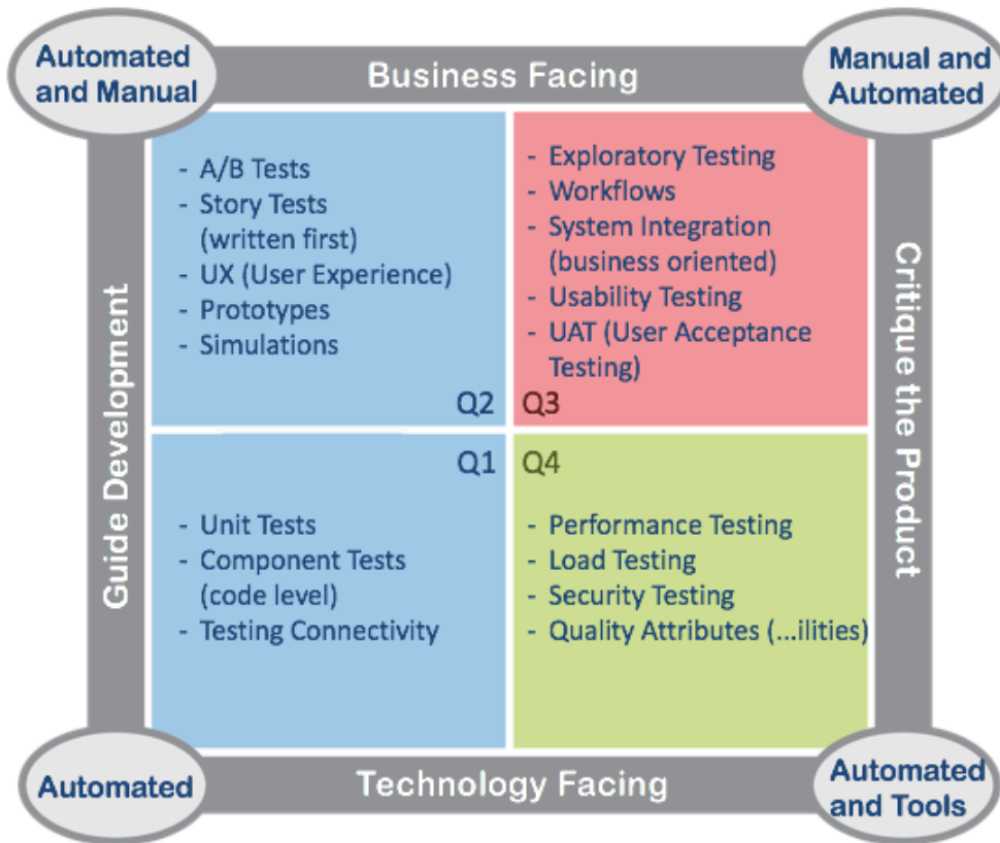 Automated
and Manual
Business Facing
Manual and
Automated
Guide Development
- A/B Tests
- Story Tests
(written first)
- UX (User Experience)
- Prototypes
- Simulations
Q2
- Exploratory Testing
- Workflows
- System Integration
(business oriented)
- Usability Testing
- UAT (User Acceptance
Testing)
Q3
Critique the Product
Q1
- Unit Tests
- Component Tests
(code level)
- Testing Connectivity
Q4
- Performance Testing
- Load Testing
- Security Testing
- Quality Attributes (...ilities)
Automated
Technology Facing
Automated
and Tools